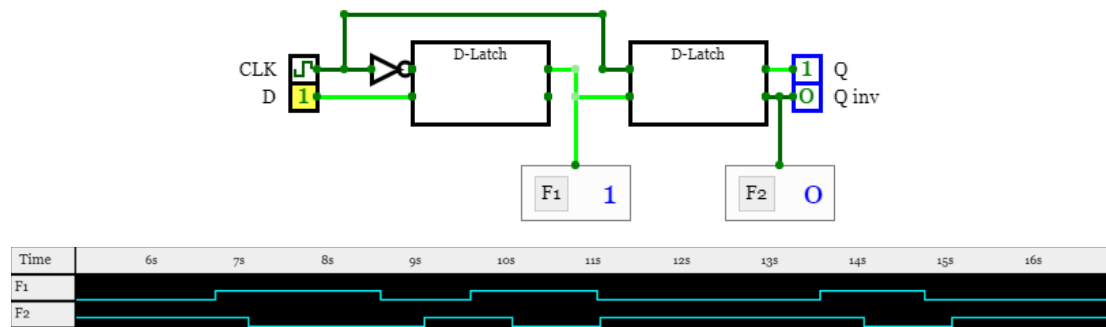 D-Latch D-Latch
CLK 1 Q
D 1 0 Q inv
F1 1 F2 0
Time 6s 7s 8s 9s 10s 11s 12s 13s 14s 15s 16s
F1
F2